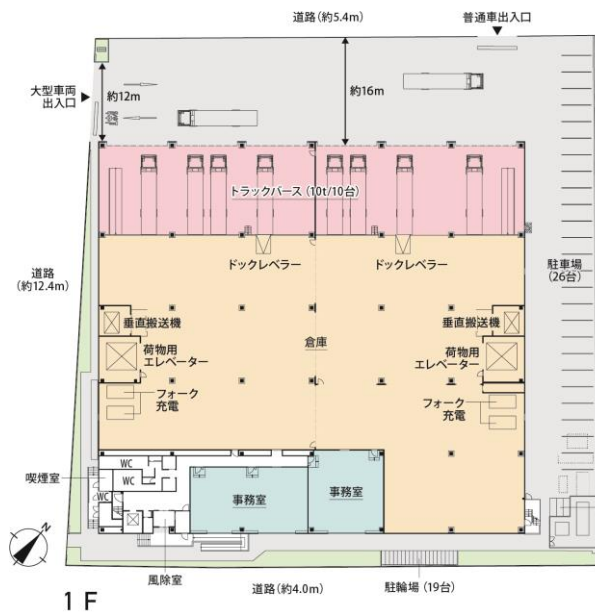 道路(約5.4m)
普通車出入口
大型車両
出入口
約12m
約16m
トラックバース(10t/10台)
ドックレベラー
ドックレベラー
道路
(約12.4m)
駐車場
(26台)
垂直搬送機
垂直搬送機
倉庫
荷物用
エレベーター
荷物用
エレベーター
フォーク
充電
フォーク
充電
WC
喫煙室
WC
WC
事務室
事務室
N
風除室
道路(約4.0m)
駐輪場(19台)
1F